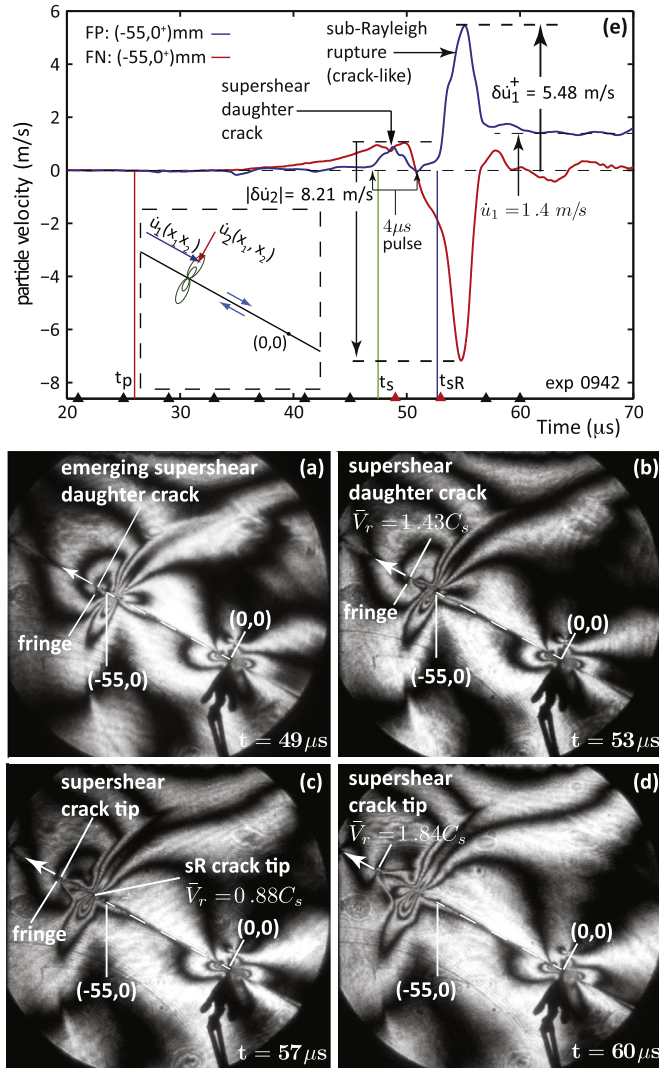 (e)
FP: (-55,0⁺)mm
FN: (-55,0⁺)mm
sub-Rayleigh
rupture
(crack-like)
supershear
daughter
crack
δu̇₁⁺ = 5.48 m/s
|δu̇₂|= 8.21 m/s
u̇₁ = 1.4 m/s
4μs
pulse
u̇₁(x₁,x₂)
u̇₂(x₁,x₂)
(0,0)
tp
ts
tsR
exp 0942
particle velocity (m/s)
6
4
2
0
−2
−4
−6
−8
20 30 40 50 60 70
Time (μs)
emerging supershear
daughter crack
(a)
fringe
(-55,0)
(0,0)
t = 49μs
supershear
daughter crack
V̄r = 1.43Cs
(b)
fringe
(-55,0)
(0,0)
t = 53μs
supershear
crack tip
(c)
sR crack tip
V̄r = 0.88Cs
fringe
(-55,0)
(0,0)
t = 57μs
supershear
crack tip
V̄r = 1.84Cs
(d)
(-55,0)
(0,0)
t = 60μs